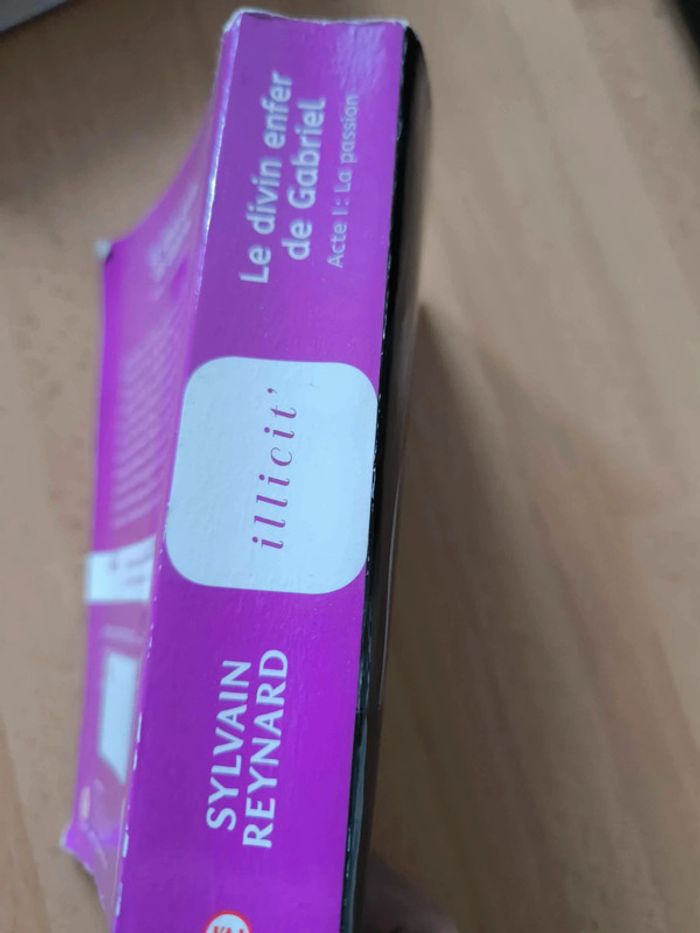 Le divin enfer
de Gabriel
Acte I : La passion
illicit'
SYLVAIN
REYNARD